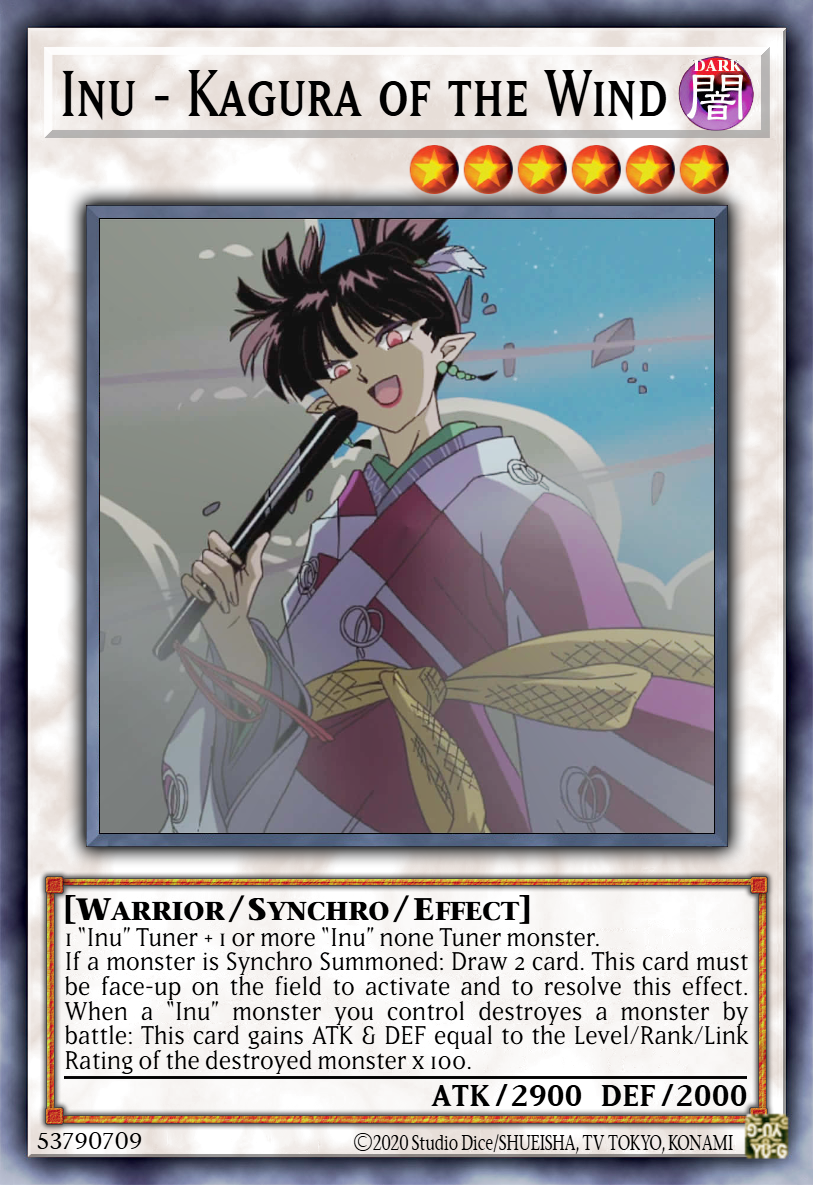 Inu - Kagura of the Wind
DARK
闇
[Warrior/Synchro/Effect]
1 "Inu" Tuner + 1 or more "Inu" none Tuner monster.
If a monster is Synchro Summoned: Draw 2 card. This card must
be face-up on the field to activate and to resolve this effect.
When a "Inu" monster you control destroyes a monster by
battle: This card gains ATK & DEF equal to the Level/Rank/Link
Rating of the destroyed monster x 100.
ATK/2900 DEF/2000
53790709
©2020 Studio Dice/SHUEISHA, TV TOKYO, KONAMI